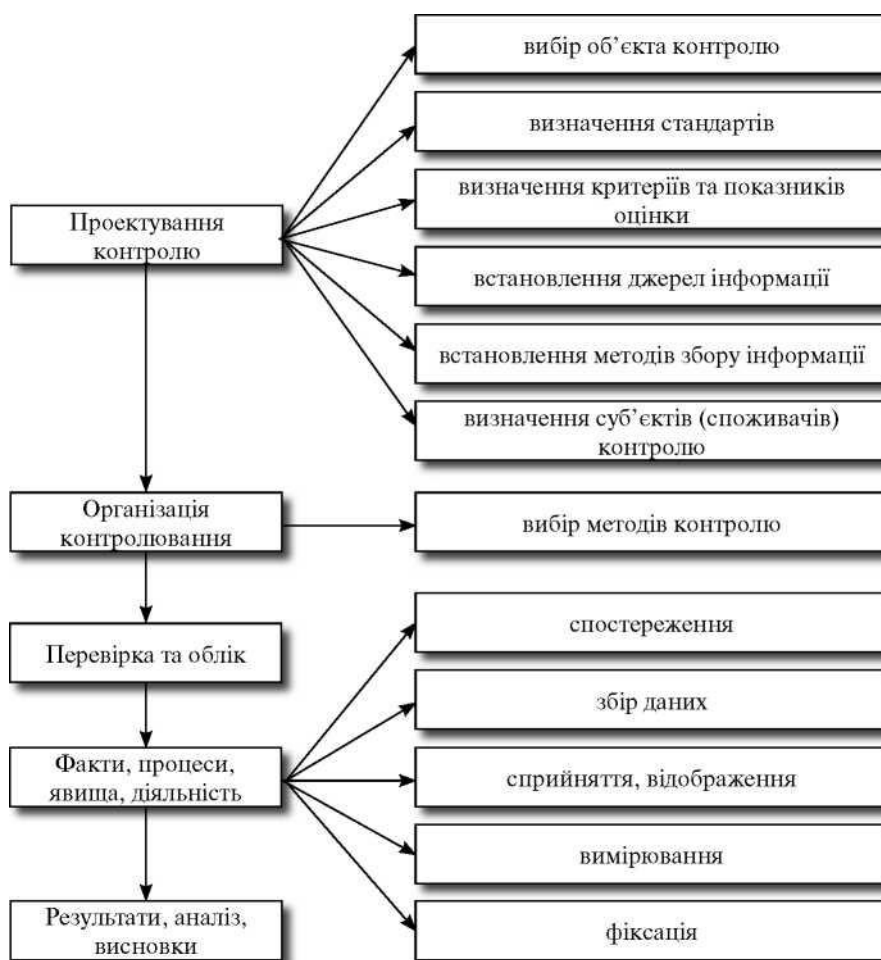 вибір об’єкта контролю
визначення стандартів
визначення критеріїв та показників
оцінки
Проектування
контролю
встановлення джерел інформації
встановлення методів збору інформації
визначення суб’єктів (споживачів)
контролю
Організація
контролювання
вибір методів контролю
Перевірка та облік
спостереження
збір даних
Факти, процеси,
явища, діяльність
сприйняття, відображення
вимірювання
Результати, аналіз,
висновки
фіксація